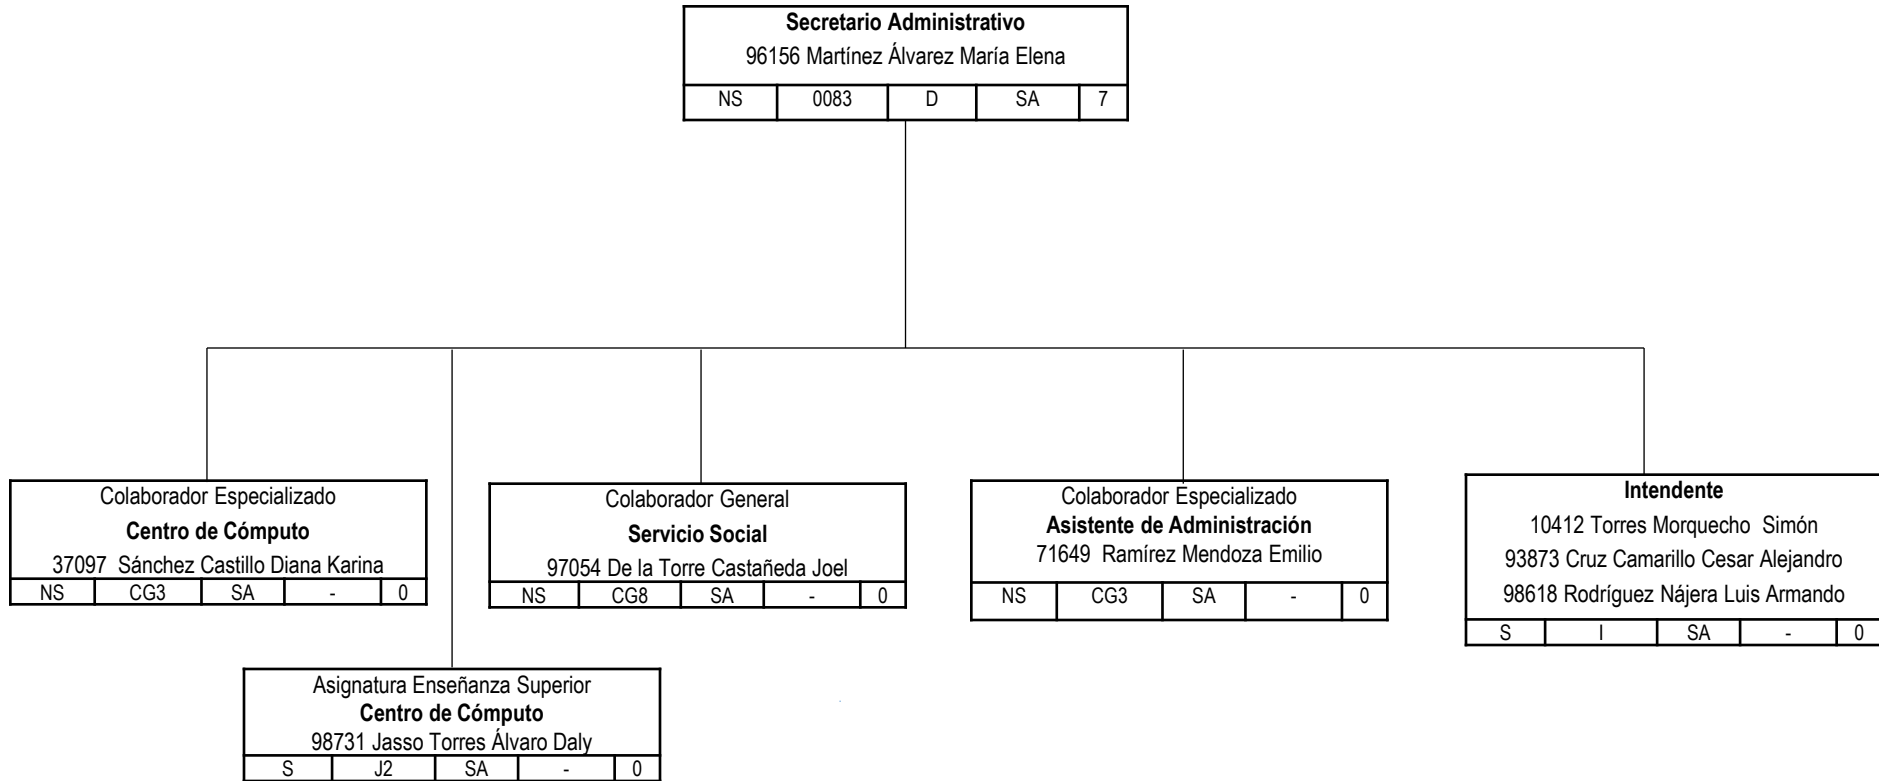 Secretario Administrativo
96156 Martínez Álvarez María Elena
NS 0083 D SA 7
Colaborador Especializado
Centro de Cómputo
37097 Sánchez Castillo Diana Karina
NS CG3 SA - 0
Colaborador General
Servicio Social
97054 De la Torre Castañeda Joel
NS CG8 SA - 0
Colaborador Especializado
Asistente de Administración
71649 Ramírez Mendoza Emilio
NS CG3 SA - 0
Intendente
10412 Torres Morquecho Simón
93873 Cruz Camarillo Cesar Alejandro
98618 Rodríguez Nájera Luis Armando
S I SA - 0
Asignatura Enseñanza Superior
Centro de Cómputo
98731 Jasso Torres Álvaro Daly
S J2 SA - 0